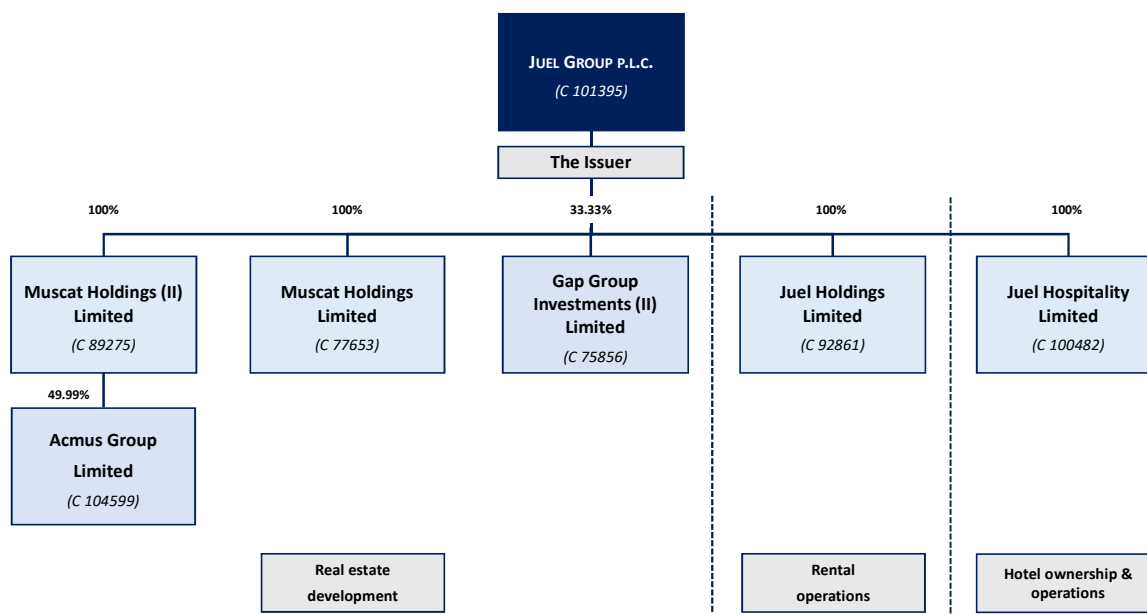 JUEL GROUP P.L.C.
(C 101395)
The Issuer
100%
100%
33.33%
100%
100%
Muscat Holdings (II)
Limited
(C 89275)
Muscat Holdings
Limited
(C 77653)
Gap Group
Investments (II)
Limited
(C 75856)
Juel Holdings
Limited
(C 92861)
Juel Hospitality
Limited
(C 100482)
49.99%
Acmus Group
Limited
(C 104599)
Real estate
development
Rental
operations
Hotel ownership &
operations